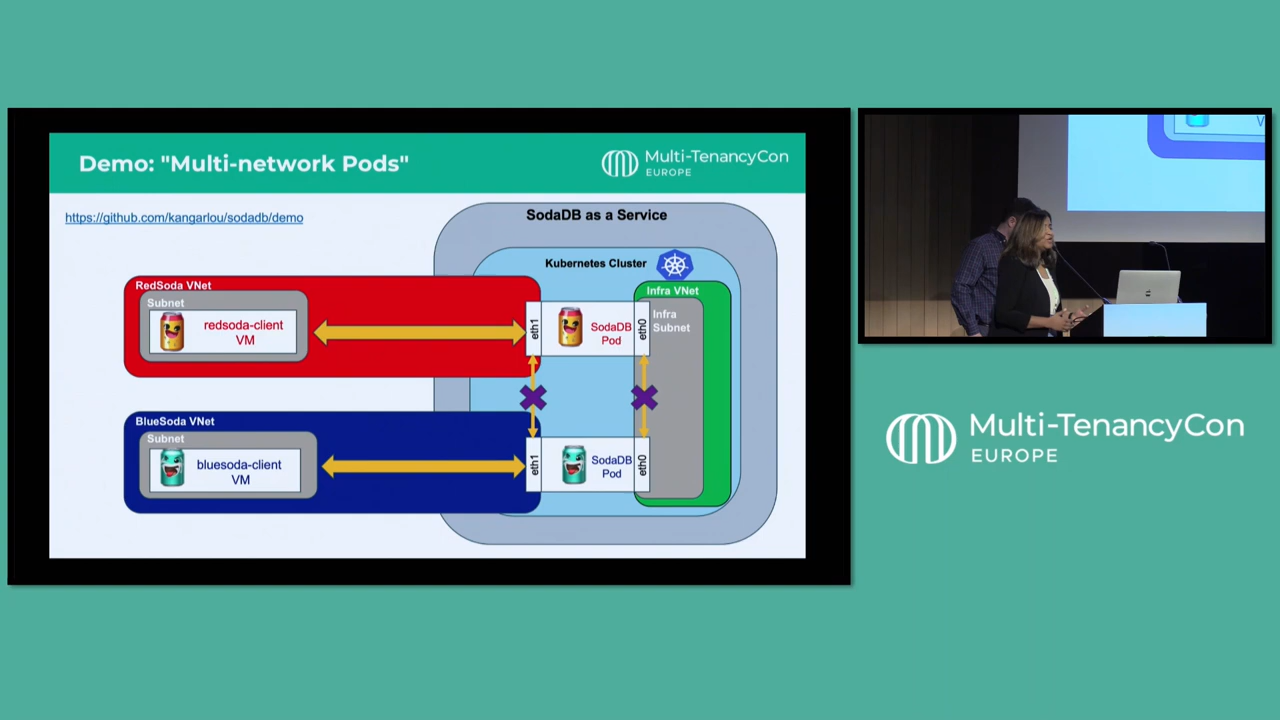 Demo: "Multi-network Pods"
Multi-TenancyCon
EUROPE
https://github.com/kangarlou/sodadb/demo
SodaDB as a Service
Kubernetes Cluster
RedSoda VNet
Subnet
redsoda-client
VM
eth1
SodaDB
Pod
eth0
Infra VNet
Infra
Subnet
BlueSoda VNet
Subnet
bluesoda-client
VM
eth1
SodaDB
Pod
eth0
Multi-TenancyCon
EUROPE